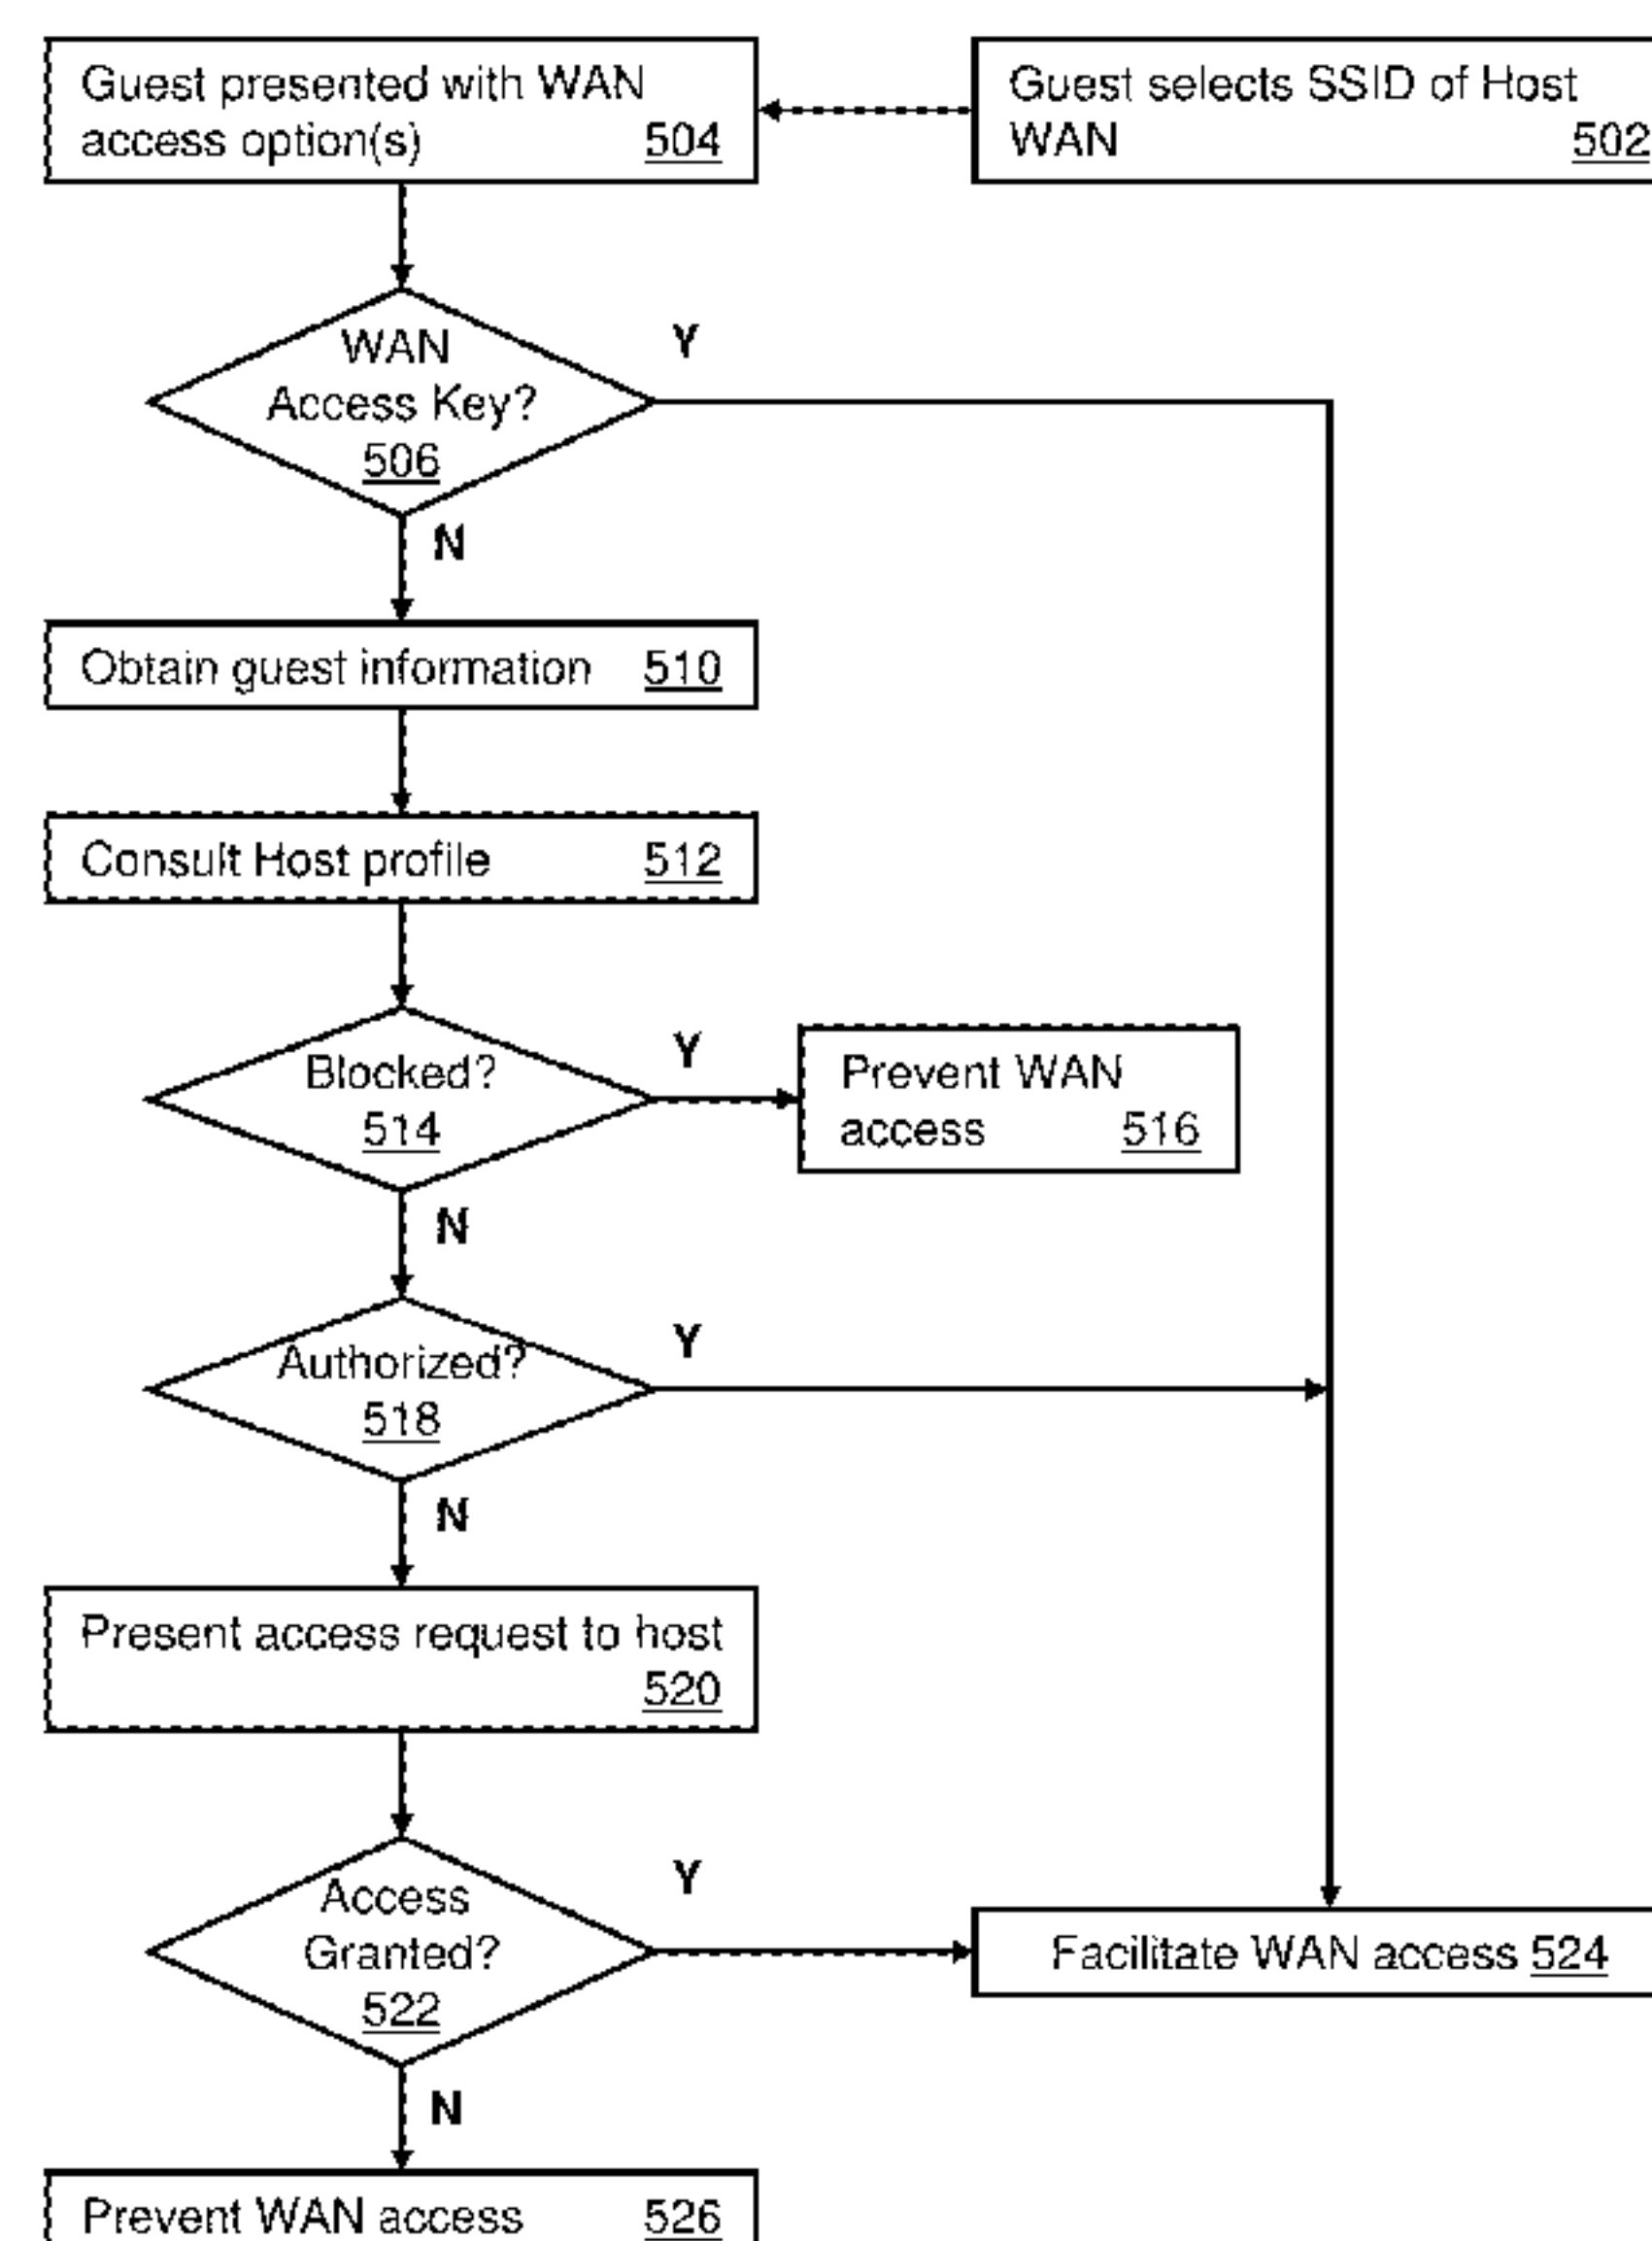 Guest presented with WAN
access option(s) 504
Guest selects SSID of Host
WAN 502
WAN
Access Key?
506
Y
N
Obtain guest information 510
Consult Host profile 512
Blocked?
514
Y
Prevent WAN
access 516
N
Authorized?
518
Y
N
Present access request to host
520
Access
Granted?
522
Y
Facilitate WAN access 524
N
Prevent WAN access 526